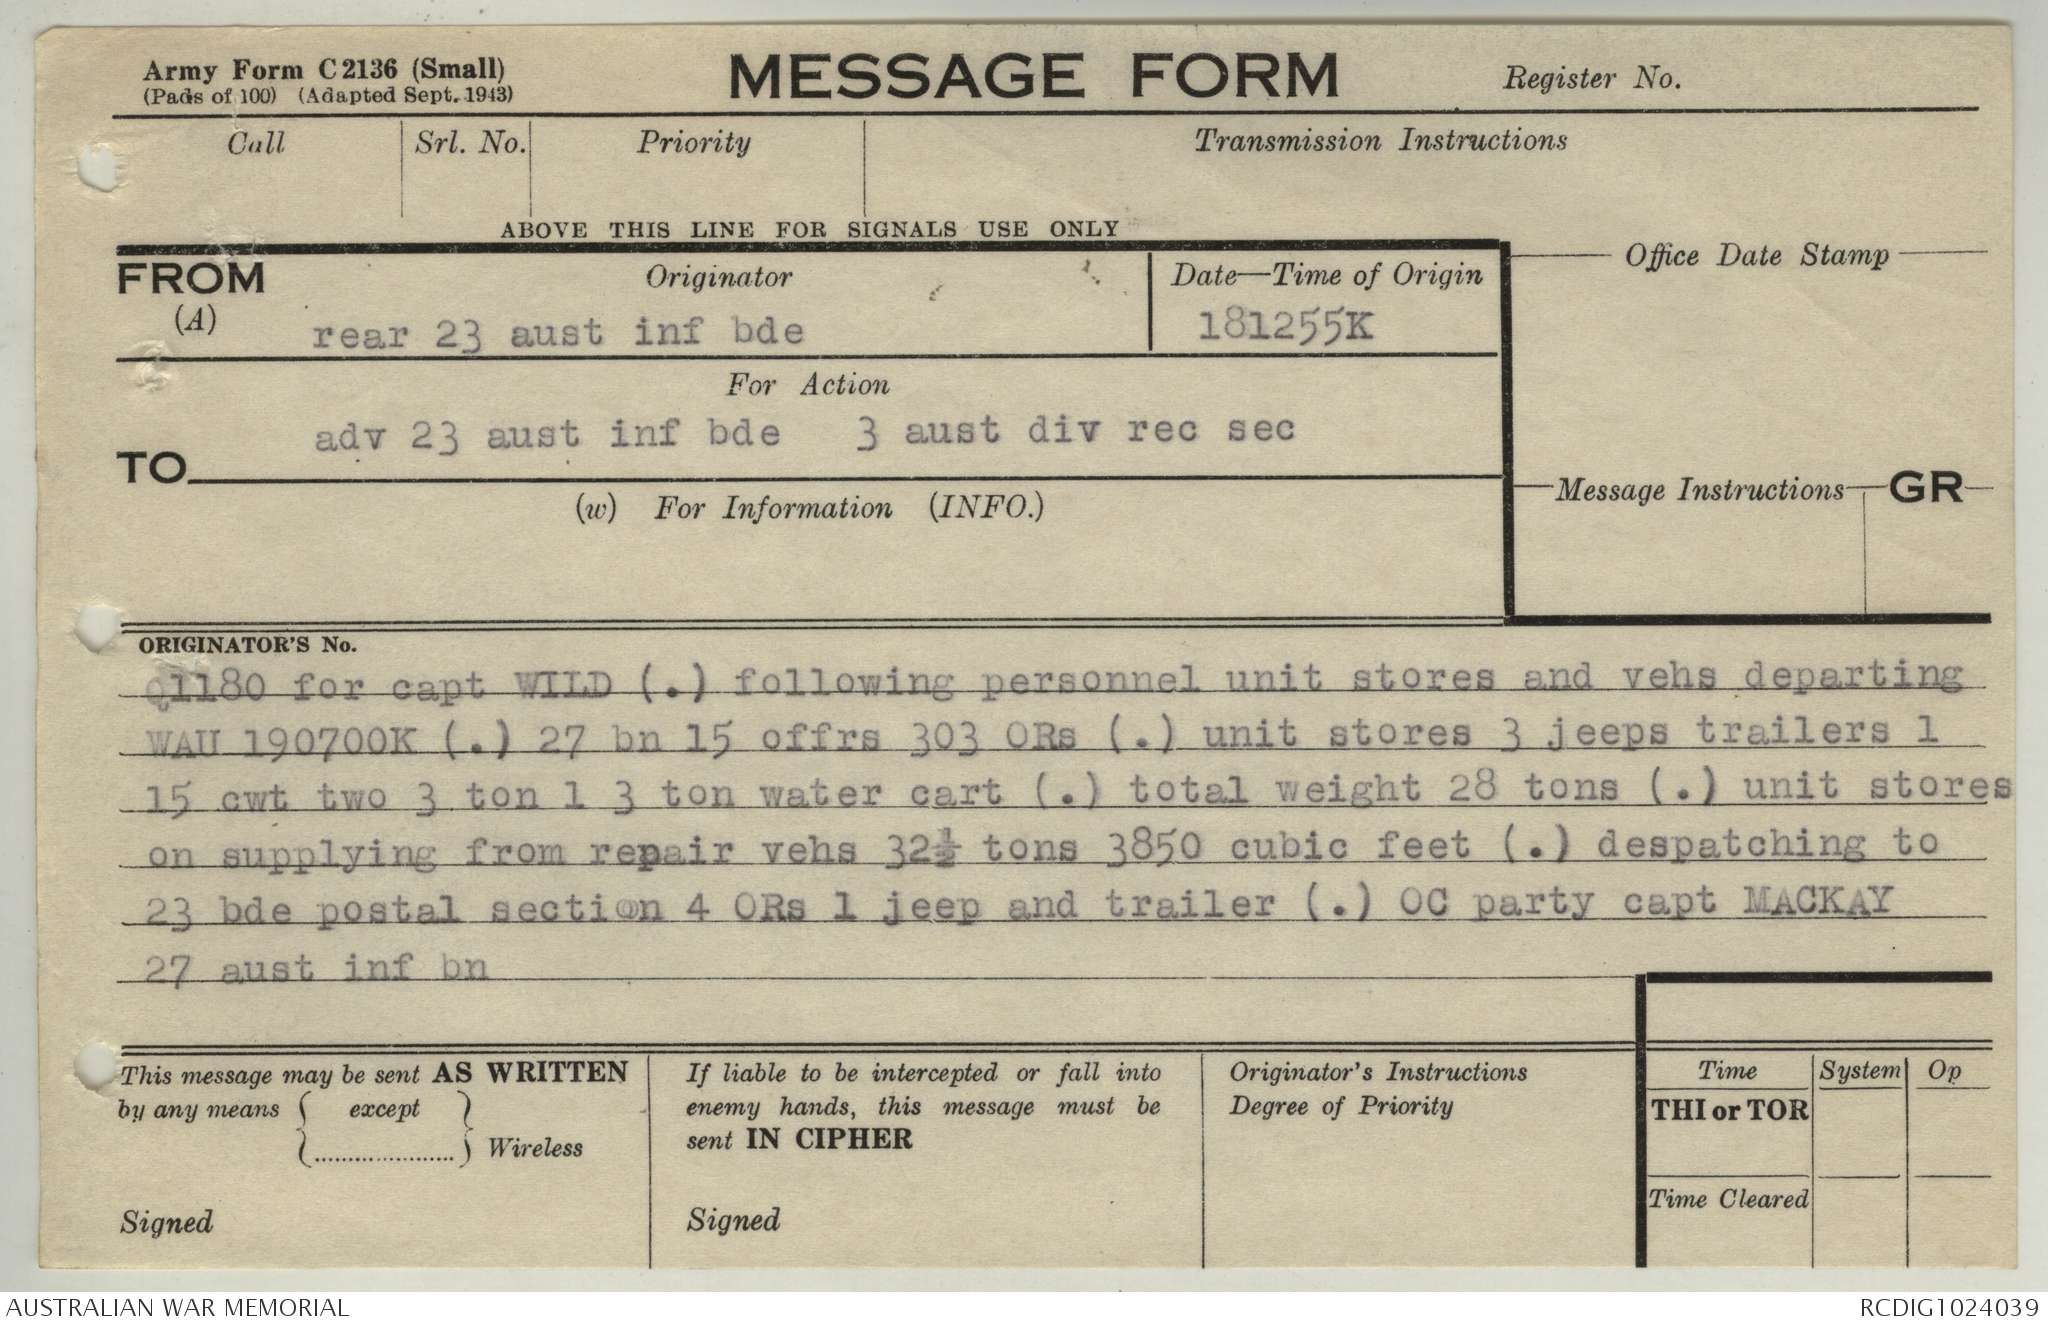 Army Form C 2136 (Small)
(Pads of 100) (Adapted Sept. 1943)
MESSAGE FORM
Register No.
Call
Srl. No.
Priority
Transmission Instructions
ABOVE THIS LINE FOR SIGNALS USE ONLY
FROM
(A)
Originator
rear 23 aust inf bde
Date—Time of Origin
181255K
Office Date Stamp
For Action
adv 23 aust inf bde 3 aust div rec sec
TO
(w) For Information (INFO.)
Message Instructions
GR
ORIGINATOR'S No.
Q1180 for capt WILD (.) following personnel unit stores and vehs departing
WAU 190700K (.) 27 bn 15 offrs 303 ORs (.) unit stores 3 jeeps trailers 1
15 cwt two 3 ton 1 3 ton water cart (.) total weight 28 tons (.) unit stores
on supplying from repair vehs 32½ tons 3850 cubic feet (.) despatching to
23 bde postal section 4 ORs 1 jeep and trailer (.) OC party capt MACKAY
27 aust inf bn
This message may be sent AS WRITTEN
by any means { except }
{.....................} Wireless
Signed
If liable to be intercepted or fall into
enemy hands, this message must be
sent IN CIPHER
Signed
Originator's Instructions
Degree of Priority
Time
System
Op
THI or TOR
Time Cleared
AUSTRALIAN WAR MEMORIAL
RCDIG1024039